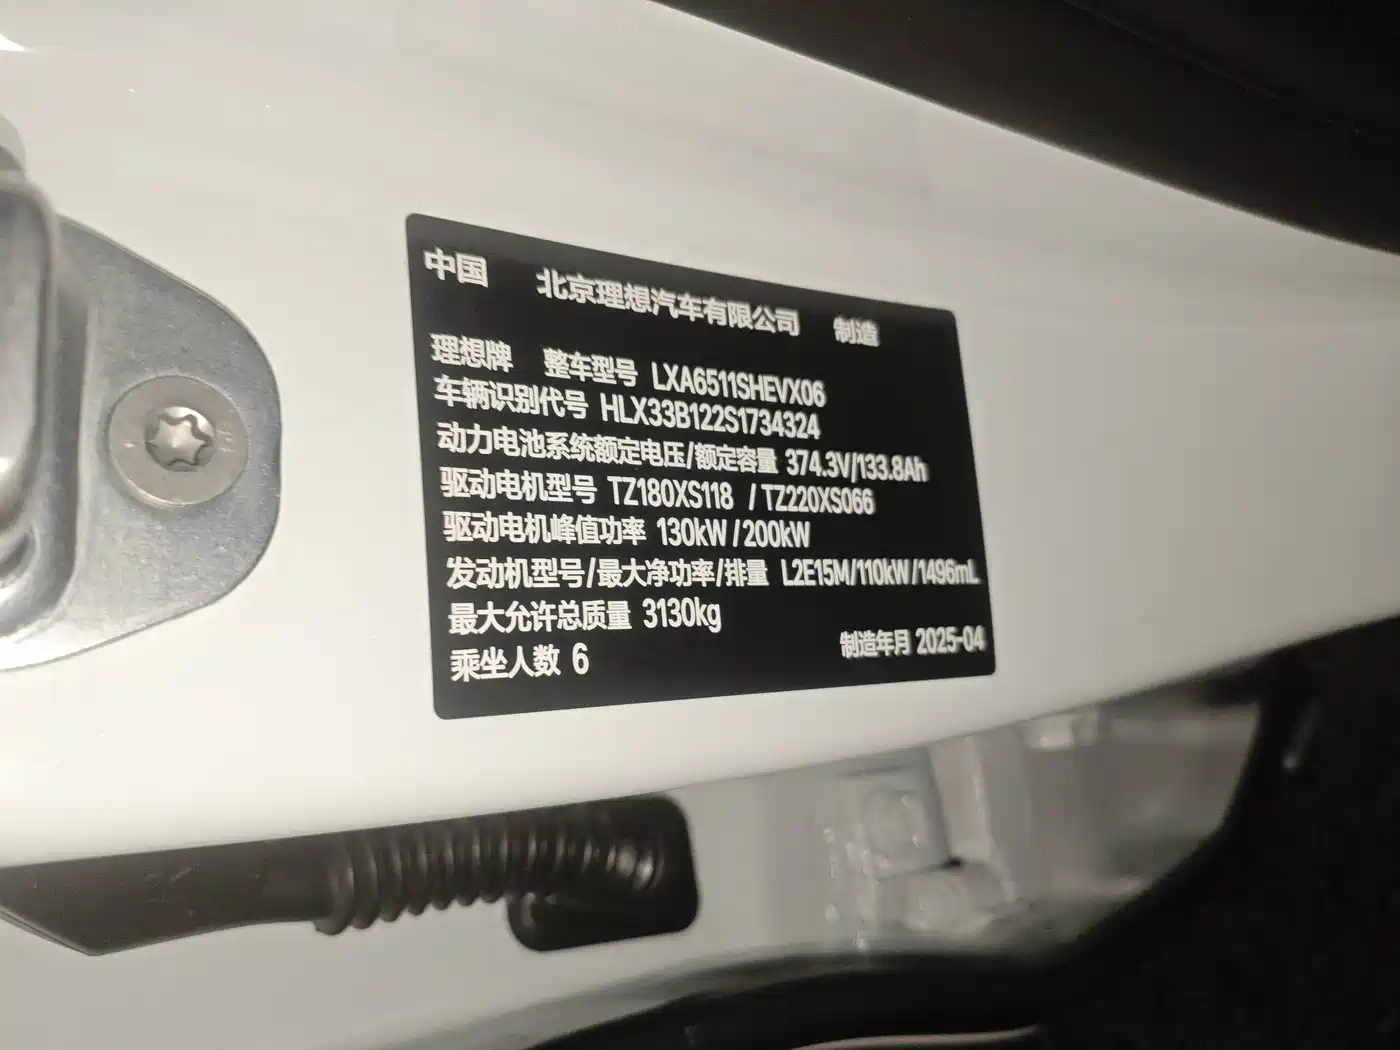 中国 北京理想汽车有限公司 制造
理想牌 整车型号 LXA6511SHEVX06
车辆识别代号 HLX33B122S1734324
动力电池系统额定电压/额定容量 374.3V/133.8Ah
驱动电机型号 TZ180XS118 / TZ220XS066
驱动电机峰值功率 130kW / 200kW
发动机型号/最大净功率/排量 L2E15M/110kW/1496mL
最大允许总质量 3130kg
乘坐人数 6 制造年月 2025-04